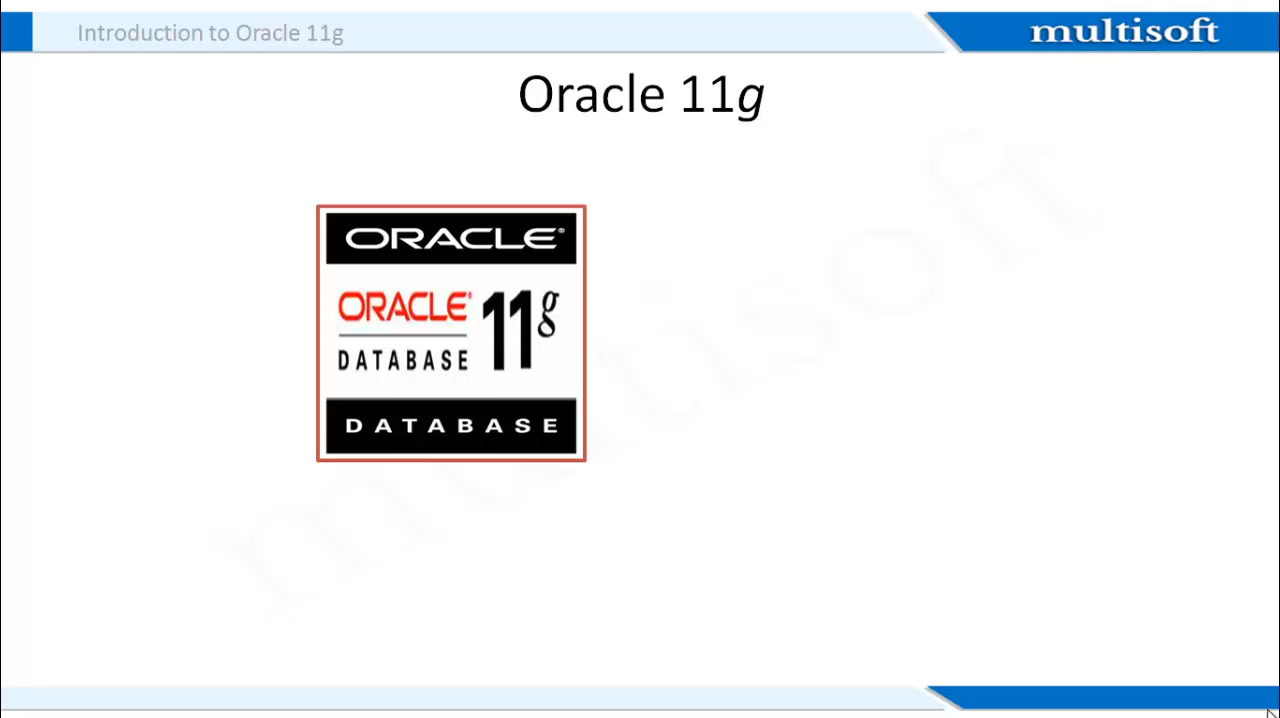 Introduction to Oracle 11g
multisoft
Oracle 11g
ORACLE®
ORACLE® 11g
DATABASE
DATABASE
multisoft